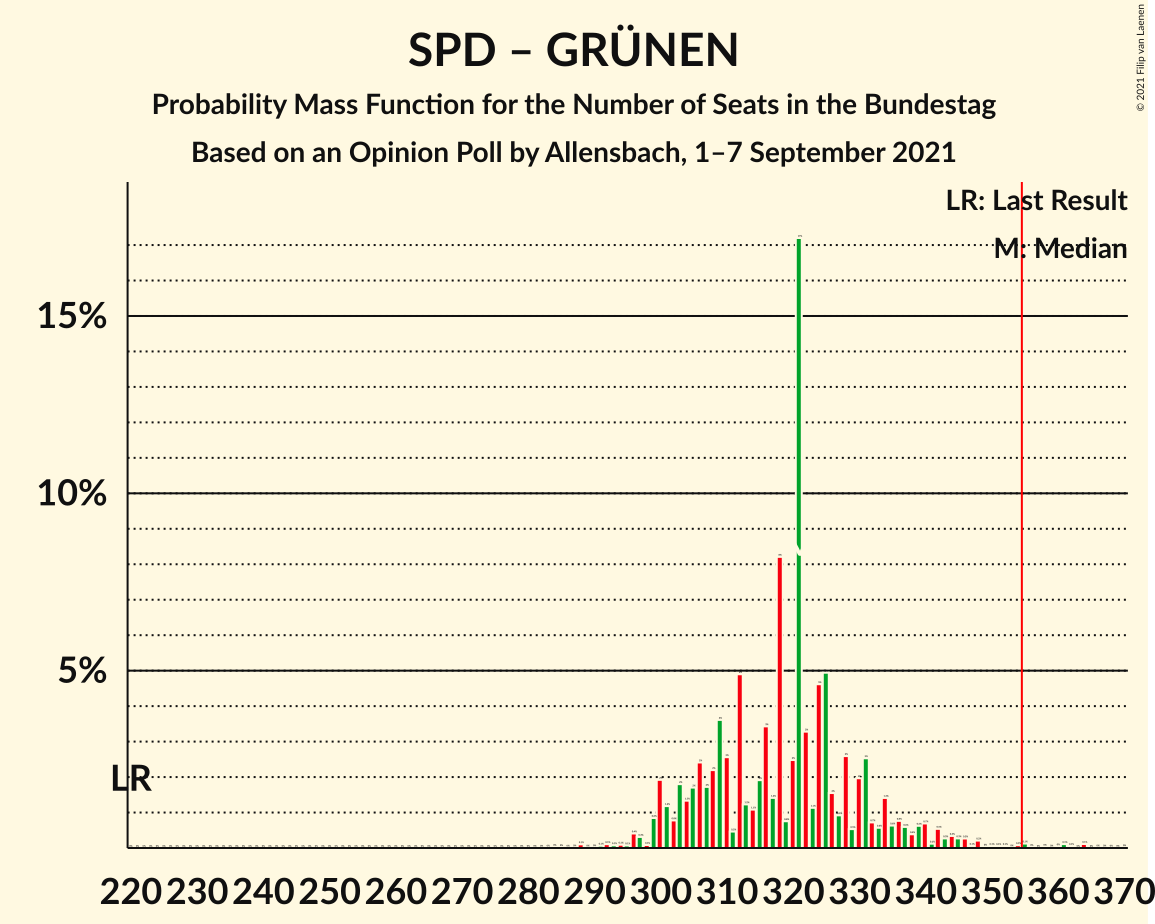 SPD – GRÜNEN
Probability Mass Function for the Number of Seats in the Bundestag
Based on an Opinion Poll by Allensbach, 1–7 September 2021
© 2021 Filip van Laenen
LR: Last Result
M: Median
15%
10%
5%
LR
220 230 240 250 260 270 280 290 300 310 320 330 340 350 360 370